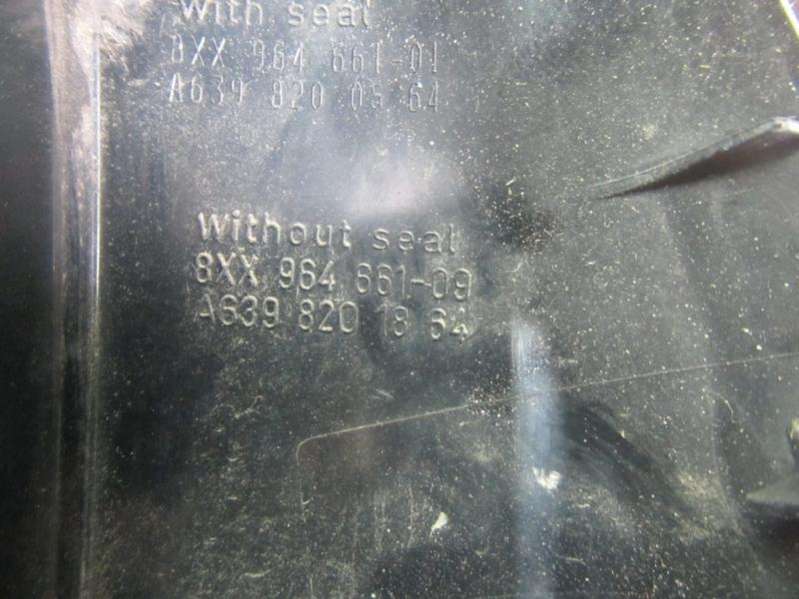 With seal
8XX 964 661-01
A639 820 05 64
Without seal
8XX 964 661-09
A639 820 18 64